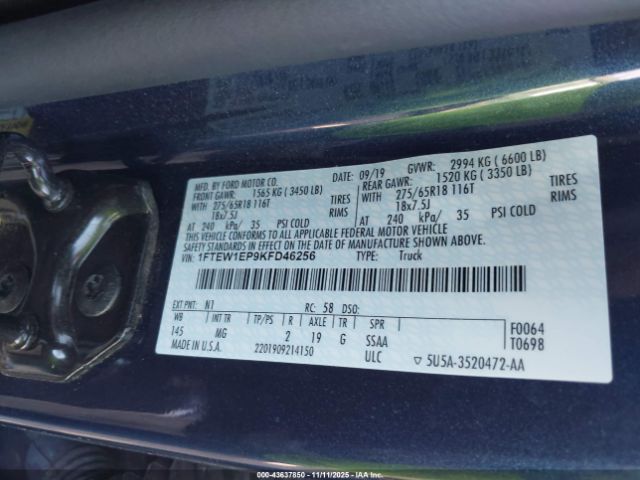 MFD. BY FORD MOTOR CO.
DATE: 09/19 GVWR: 2994 KG ( 6600 LB)
FRONT GAWR: 1565 KG ( 3450 LB) REAR GAWR: 1520 KG ( 3350 LB)
WITH 275/65R18 116T TIRES WITH 275/65R18 116T TIRES
18x7.5J RIMS 18x7.5J RIMS
AT 240 kPa/ 35 PSI COLD AT 240 kPa/ 35 PSI COLD
THIS VEHICLE CONFORMS TO ALL APPLICABLE FEDERAL MOTOR VEHICLE
SAFETY STANDARDS IN EFFECT ON THE DATE OF MANUFACTURE SHOWN ABOVE.
VIN: 1FTEW1EP9KFD46256 TYPE: Truck
EXT PNT: N1 RC: 58 DSO:
WB INT TR TP/PS R AXLE TR SPR F0064
145 MG 2 19 G SSAA T0698
MADE IN U.S.A. 2201909214150 ULC ▽ 5U5A-3520472-AA
000-43637850 - 11/11/2025 - IAAI.COM